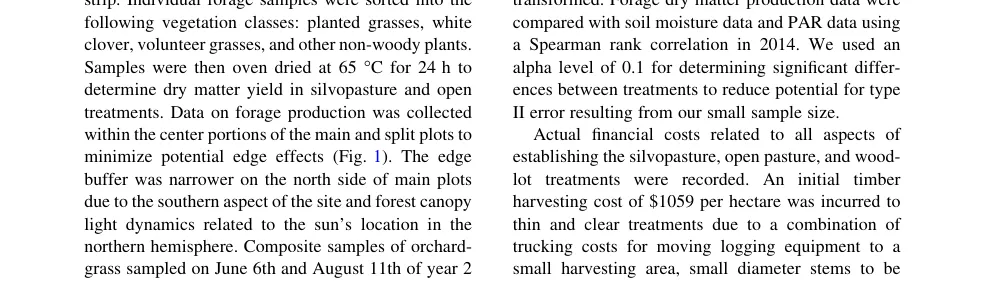 strip. Individual forage samples were sorted into the
following vegetation classes: planted grasses, white
clover, volunteer grasses, and other non-woody plants.
Samples were then oven dried at 65 °C for 24 h to
determine dry matter yield in silvopasture and open
treatments. Data on forage production was collected
within the center portions of the main and split plots to
minimize potential edge effects (Fig. 1). The edge
buffer was narrower on the north side of main plots
due to the southern aspect of the site and forest canopy
light dynamics related to the sun's location in the
northern hemisphere. Composite samples of orchard-
grass sampled on June 6th and August 11th of year 2
transformed. Forage dry matter production data were
compared with soil moisture data and PAR data using
a Spearman rank correlation in 2014. We used an
alpha level of 0.1 for determining significant differ-
ences between treatments to reduce potential for type
II error resulting from our small sample size.
Actual financial costs related to all aspects of
establishing the silvopasture, open pasture, and wood-
lot treatments were recorded. An initial timber
harvesting cost of $1059 per hectare was incurred to
thin and clear treatments due to a combination of
trucking costs for moving logging equipment to a
small harvesting area, small diameter stems to be